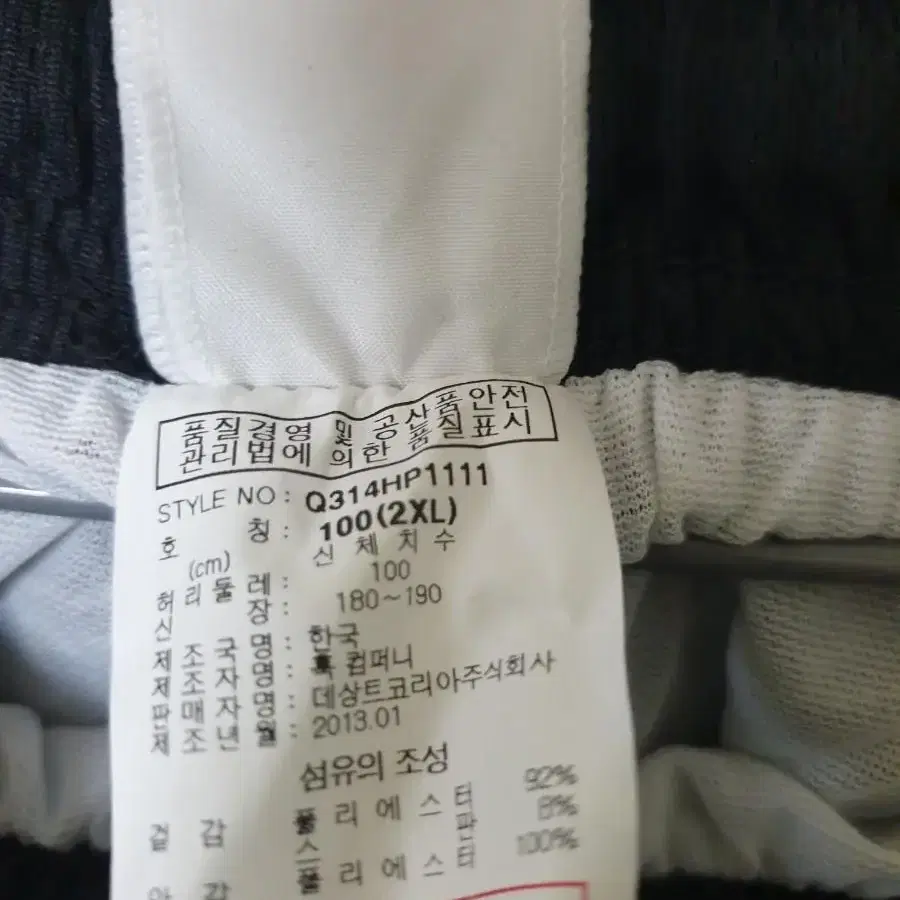 품질경영 및 공산품안전
관리법에 의한 품질표시
STYLE NO : Q314HP1111
호 칭 : 100(2XL)
(cm) 신 체 치 수
허 리 둘 레 : 100
신 장 : 180~190
제 조 국 명 : 한국
제 조 자 명 : 훅 컴퍼니
판 매 자 명 : 데상트코리아주식회사
제 조 년 월 : 2013.01
섬유의 조성
겉 감 폴 리 에 스 터 92%
스 판 8%
안 감 폴 리 에 스 터 100%